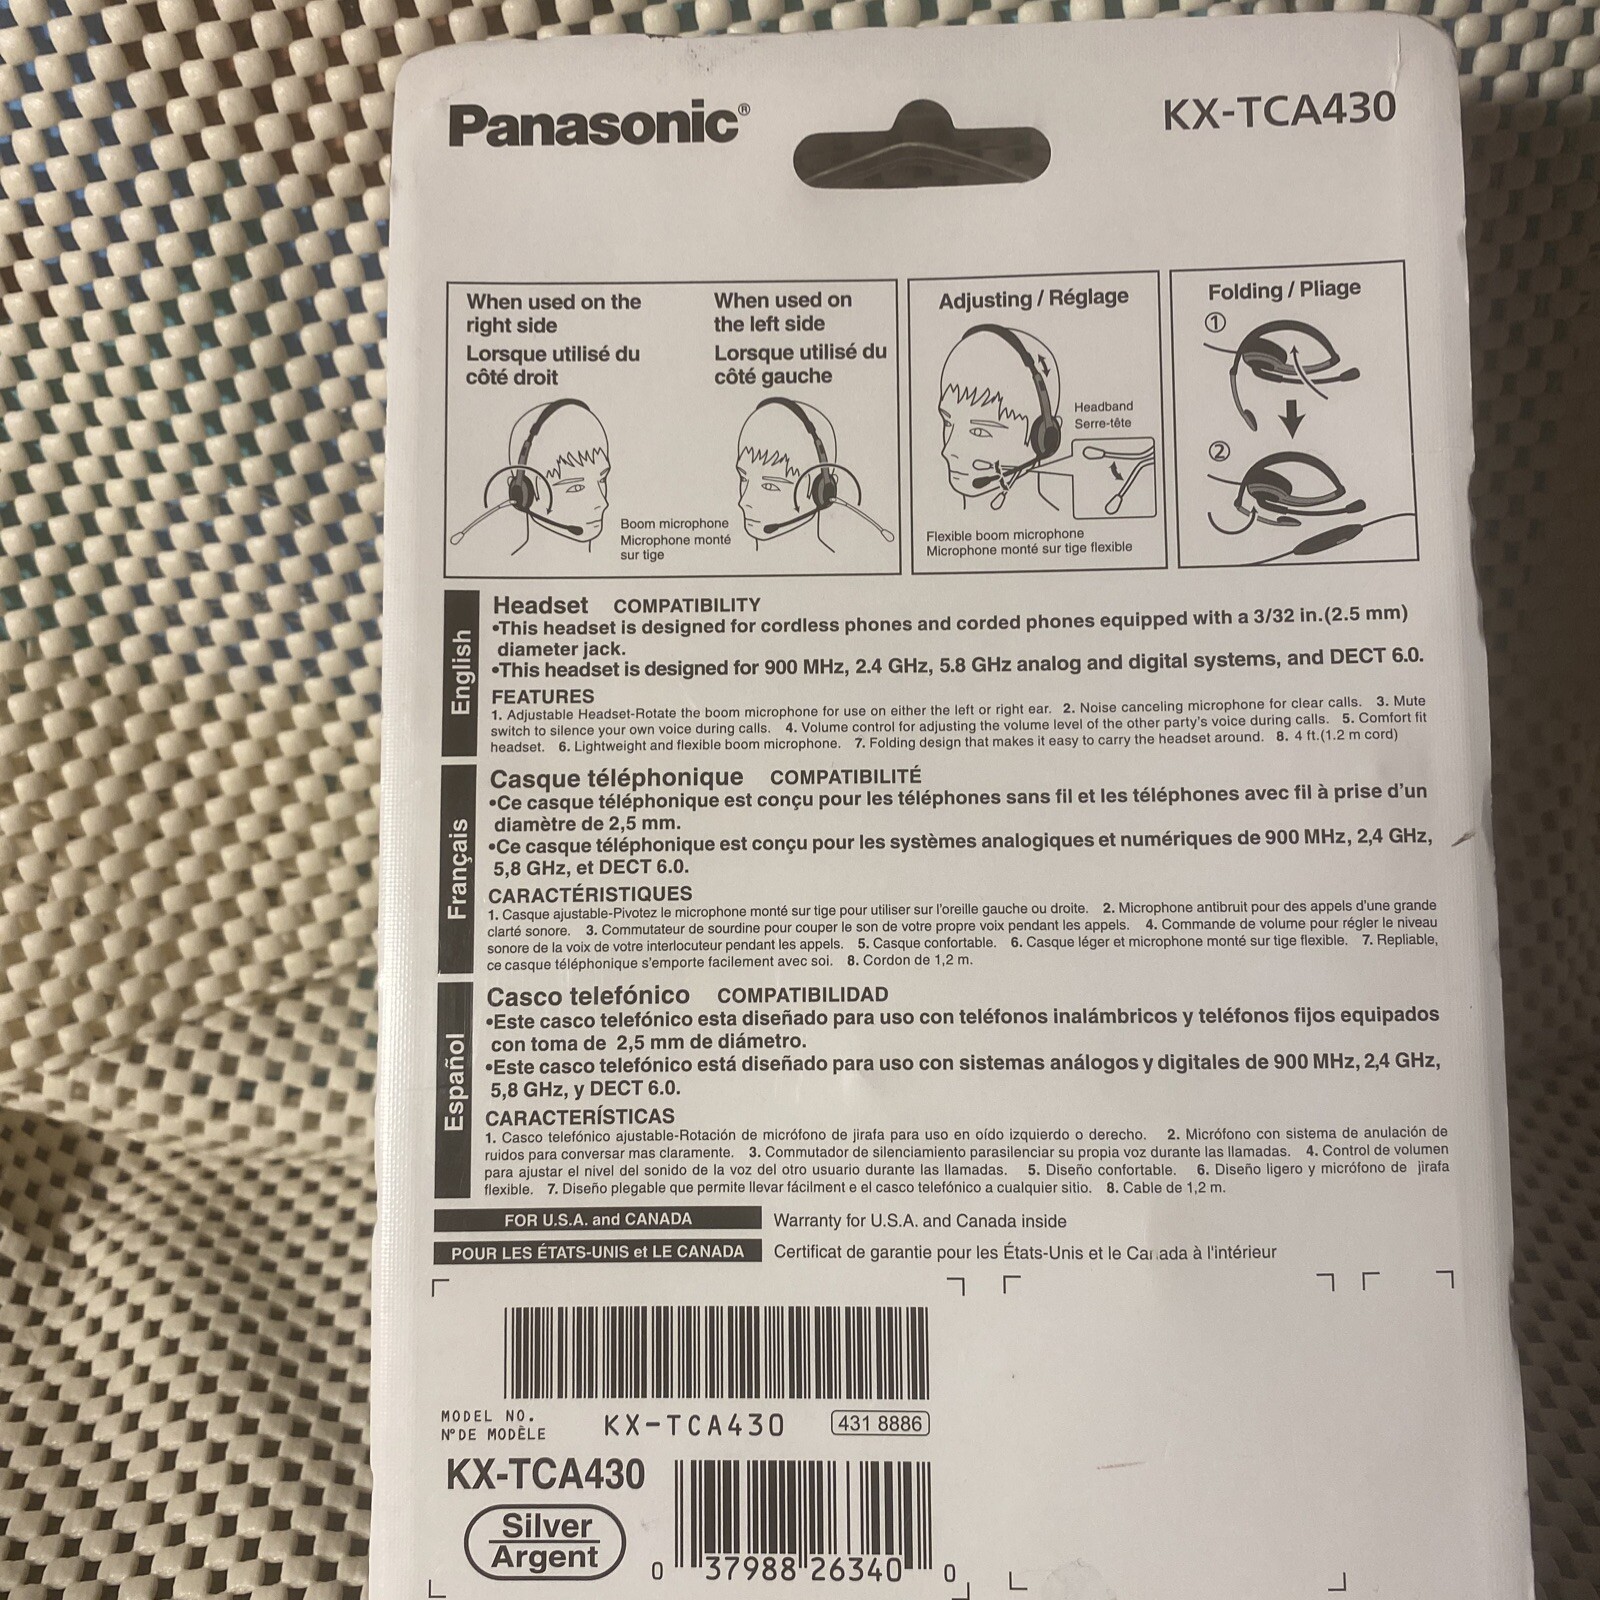 Panasonic®
KX-TCA430
When used on the
right side
Lorsque utilisé du
côté droit
When used on
the left side
Lorsque utilisé du
côté gauche
Boom microphone
Microphone monté
sur tige
Adjusting / Réglage
Headband
Serre-tête
Flexible boom microphone
Microphone monté sur tige flexible
Folding / Pliage
①
②
English
Headset COMPATIBILITY
•This headset is designed for cordless phones and corded phones equipped with a 3/32 in.(2.5 mm)
diameter jack.
•This headset is designed for 900 MHz, 2.4 GHz, 5.8 GHz analog and digital systems, and DECT 6.0.
FEATURES
1. Adjustable Headset-Rotate the boom microphone for use on either the left or right ear. 2. Noise canceling microphone for clear calls. 3. Mute
switch to silence your own voice during calls. 4. Volume control for adjusting the volume level of the other party's voice during calls. 5. Comfort fit
headset. 6. Lightweight and flexible boom microphone. 7. Folding design that makes it easy to carry the headset around. 8. 4 ft.(1.2 m cord)
Français
Casque téléphonique COMPATIBILITÉ
•Ce casque téléphonique est conçu pour les téléphones sans fil et les téléphones avec fil à prise d'un
diamètre de 2,5 mm.
•Ce casque téléphonique est conçu pour les systèmes analogiques et numériques de 900 MHz, 2,4 GHz,
5,8 GHz, et DECT 6.0.
CARACTÉRISTIQUES
1. Casque ajustable-Pivotez le microphone monté sur tige pour utiliser sur l'oreille gauche ou droite. 2. Microphone antibruit pour des appels d'une grande
clarté sonore. 3. Commutateur de sourdine pour couper le son de votre propre voix pendant les appels. 4. Commande de volume pour régler le niveau
sonore de la voix de votre interlocuteur pendant les appels. 5. Casque confortable. 6. Casque léger et microphone monté sur tige flexible. 7. Repliable,
ce casque téléphonique s'emporte facilement avec soi. 8. Cordon de 1,2 m.
Español
Casco telefónico COMPATIBILIDAD
•Este casco telefónico esta diseñado para uso con teléfonos inalámbricos y teléfonos fijos equipados
con toma de 2,5 mm de diámetro.
•Este casco telefónico está diseñado para uso con sistemas análogos y digitales de 900 MHz, 2,4 GHz,
5,8 GHz, y DECT 6.0.
CARACTERÍSTICAS
1. Casco telefónico ajustable-Rotación de micrófono de jirafa para uso en oído izquierdo o derecho. 2. Micrófono con sistema de anulación de
ruidos para conversar mas claramente. 3. Commutador de silenciamiento parasilenciar su propia voz durante las llamadas. 4. Control de volumen
para ajustar el nivel del sonido de la voz del otro usuario durante las llamadas. 5. Diseño confortable. 6. Diseño ligero y micrófono de jirafa
flexible. 7. Diseño plegable que permite llevar fácilment e el casco telefónico a cualquier sitio. 8. Cable de 1,2 m.
FOR U.S.A. and CANADA Warranty for U.S.A. and Canada inside
POUR LES ÉTATS-UNIS et LE CANADA Certificat de garantie pour les États-Unis et le Canada à l'intérieur
MODEL NO.
N° DE MODÈLE
KX-TCA430
431 8886
KX-TCA430
Silver
Argent
0 37988 26340 0